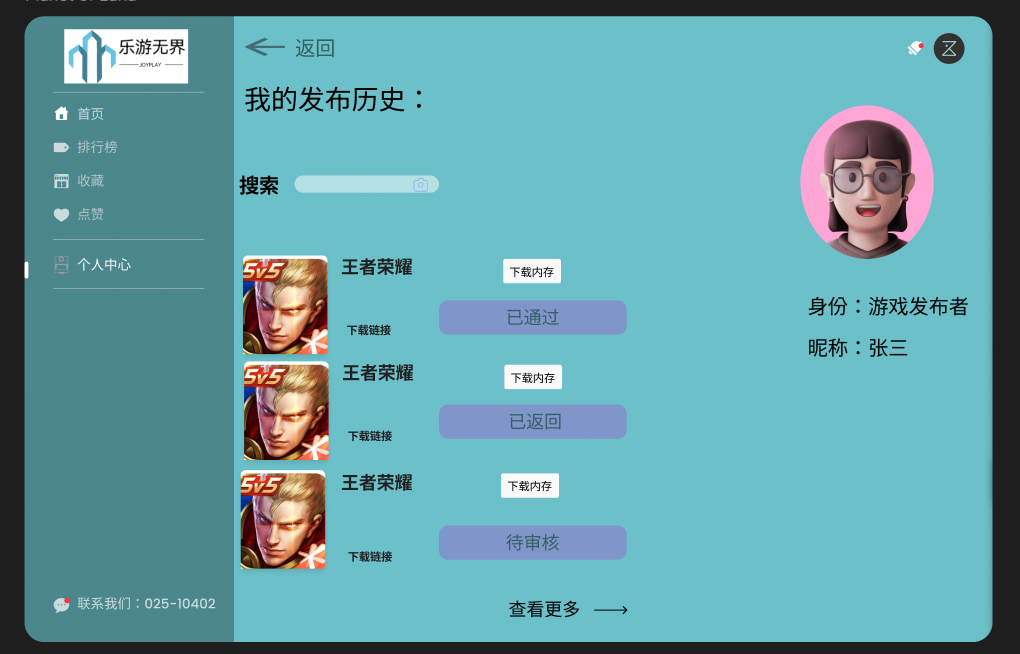 乐游无界
JOYPLAY
首页
排行榜
收藏
点赞
个人中心
联系我们：025-10402
返回
我的发布历史：
搜索
5v5
王者荣耀
下载内存
下载链接
已通过
5v5
王者荣耀
下载内存
下载链接
已返回
5v5
王者荣耀
下载内存
下载链接
待审核
查看更多
身份：游戏发布者
昵称：张三